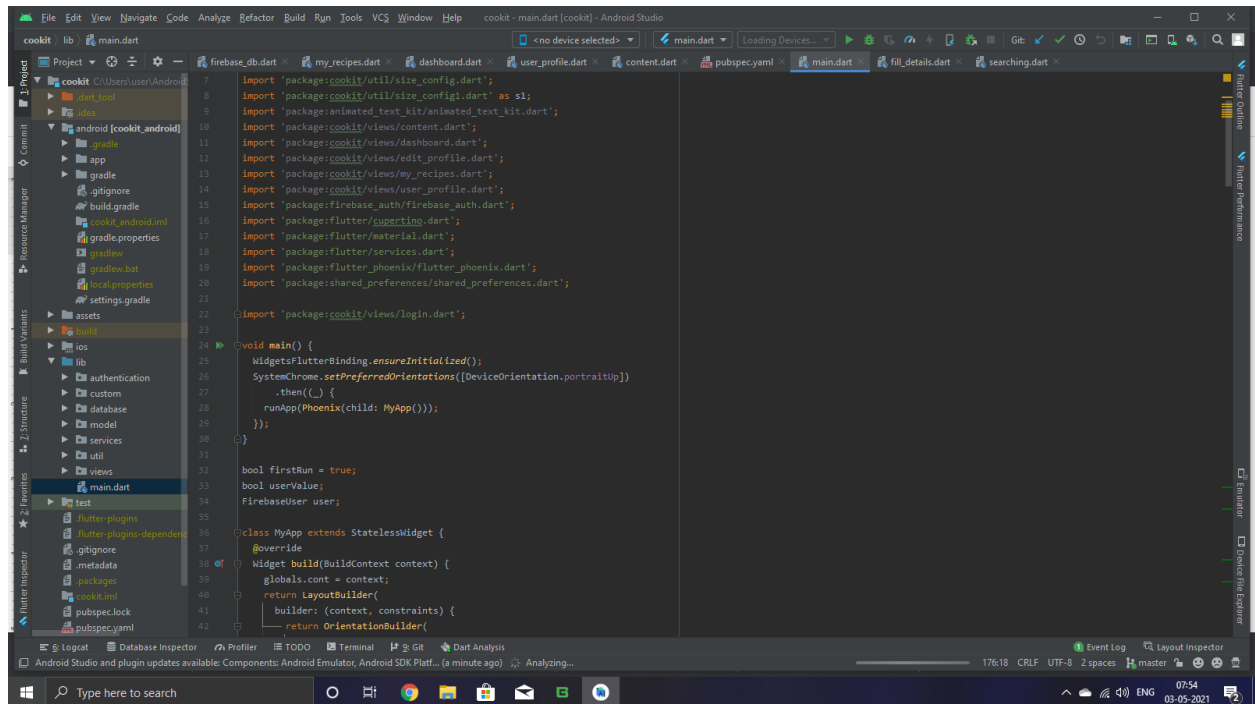 File Edit View Navigate Code Analyze Refactor Build Run Tools VCS Window Help cookit - main.dart [cookit] - Android Studio
cookit lib main.dart <no device selected> main.dart Loading Devices... Git:
Project firebase_db.dart my_recipes.dart dashboard.dart user_profile.dart content.dart pubspec.yaml main.dart fill_details.dart searching.dart
1: Project
Commit
Resource Manager
Build Variants
Z: Structure
2: Favorites
Flutter Inspector
cookit C:\Users\user\Android
.dart_tool
.idea
android [cookit_android]
.gradle
app
gradle
.gitignore
build.gradle
cookit_android.iml
gradle.properties
gradlew
gradlew.bat
local.properties
settings.gradle
assets
build
ios
lib
authentication
custom
database
model
services
util
views
main.dart
test
.flutter-plugins
.flutter-plugins-dependenc
.gitignore
.metadata
.packages
cookit.iml
pubspec.lock
pubspec.yaml
7 import 'package:cookit/util/size_config.dart';
8 import 'package:cookit/util/size_config1.dart' as s1;
9 import 'package:animated_text_kit/animated_text_kit.dart';
10 import 'package:cookit/views/content.dart';
11 import 'package:cookit/views/dashboard.dart';
12 import 'package:cookit/views/edit_profile.dart';
13 import 'package:cookit/views/my_recipes.dart';
14 import 'package:cookit/views/user_profile.dart';
15 import 'package:firebase_auth/firebase_auth.dart';
16 import 'package:flutter/cupertino.dart';
17 import 'package:flutter/material.dart';
18 import 'package:flutter/services.dart';
19 import 'package:flutter_phoenix/flutter_phoenix.dart';
20 import 'package:shared_preferences/shared_preferences.dart';
21
22 import 'package:cookit/views/login.dart';
23
24 void main() {
25 WidgetsFlutterBinding.ensureInitialized();
26 SystemChrome.setPreferredOrientations([DeviceOrientation.portraitUp])
27 .then((_) {
28 runApp(Phoenix(child: MyApp()));
29 });
30 }
31
32 bool firstRun = true;
33 bool userValue;
34 FirebaseUser user;
35
36 class MyApp extends StatelessWidget {
37 @override
38 Widget build(BuildContext context) {
39 globals.cont = context;
40 return LayoutBuilder(
41 builder: (context, constraints) {
42 return OrientationBuilder(
Flutter Outline
Flutter Performance
Emulator
Device File Explorer
6: Logcat Database Inspector Profiler TODO Terminal 9: Git Dart Analysis 1 Event Log Layout Inspector
Android Studio and plugin updates available: Components: Android Emulator, Android SDK Platf... (a minute ago) Analyzing... 176:18 CRLF UTF-8 2 spaces master
Type here to search ENG 07:54
03-05-2021 2